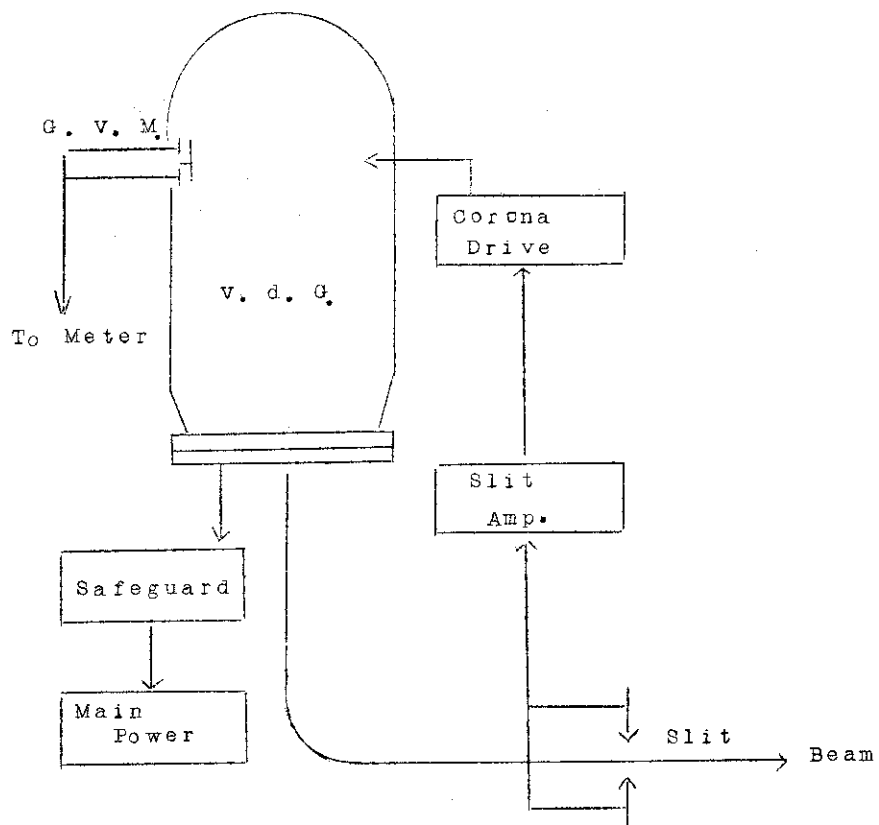 G. V. M.
Corona
Drive
V. d. G.
To Meter
Slit
Amp.
Safeguard
Main
Power
Slit
Beam